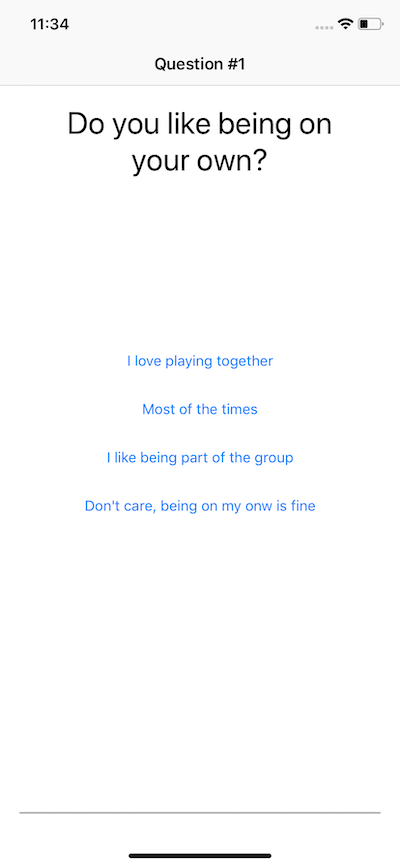 11:34
Question #1
Do you like being on
your own?
I love playing together
Most of the times
I like being part of the group
Don't care, being on my onw is fine